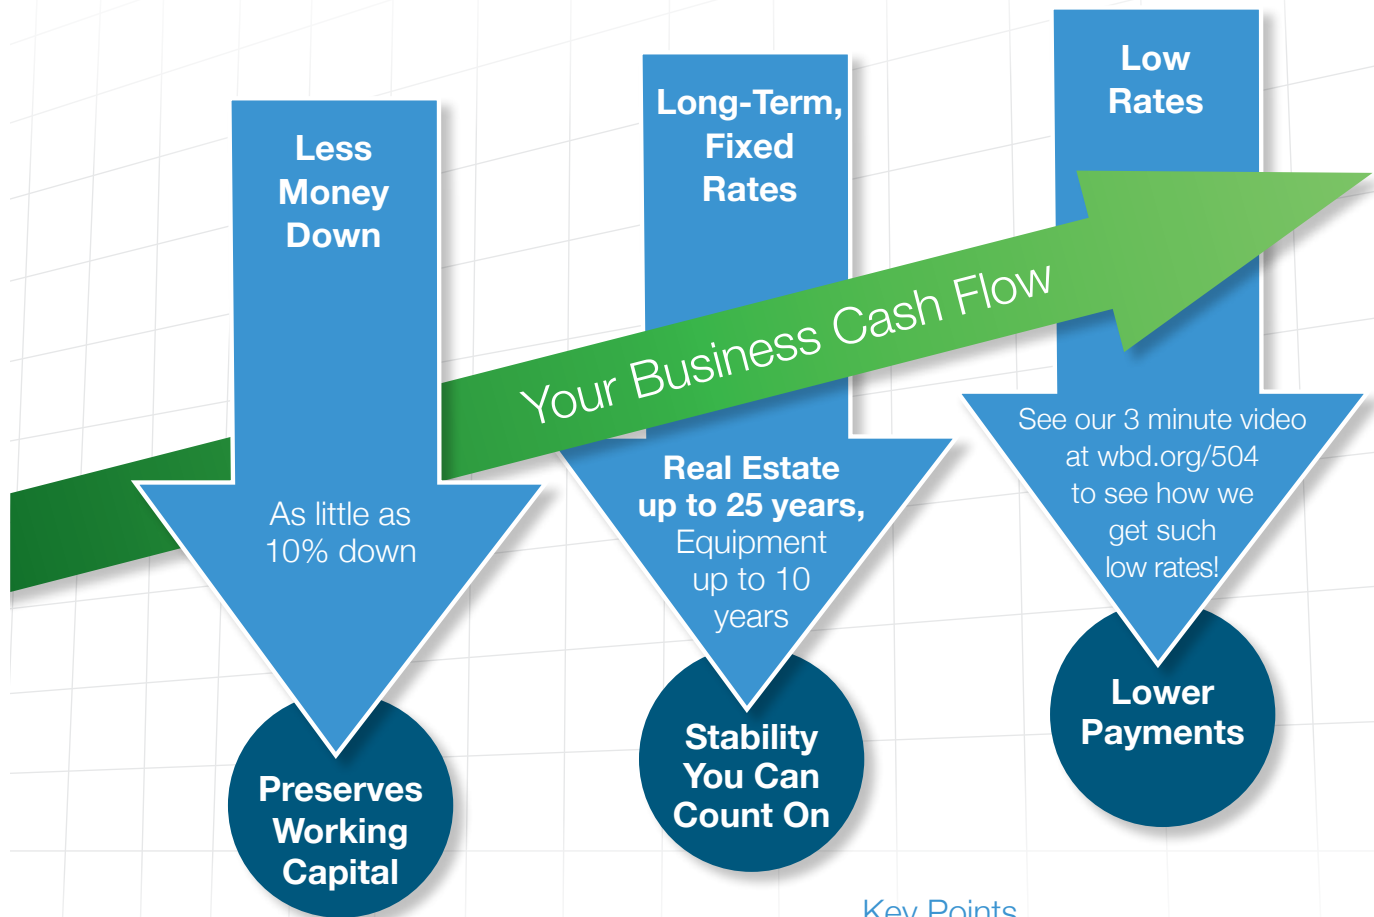 Less
Money
Down
As little as
10% down
Preserves
Working
Capital
Long-Term,
Fixed
Rates
Real Estate
up to 25 years,
Equipment
up to 10
years
Stability
You Can
Count On
Low
Rates
See our 3 minute video
at wbd.org/504
to see how we
get such
low rates!
Lower
Payments
Your Business Cash Flow
Key Points